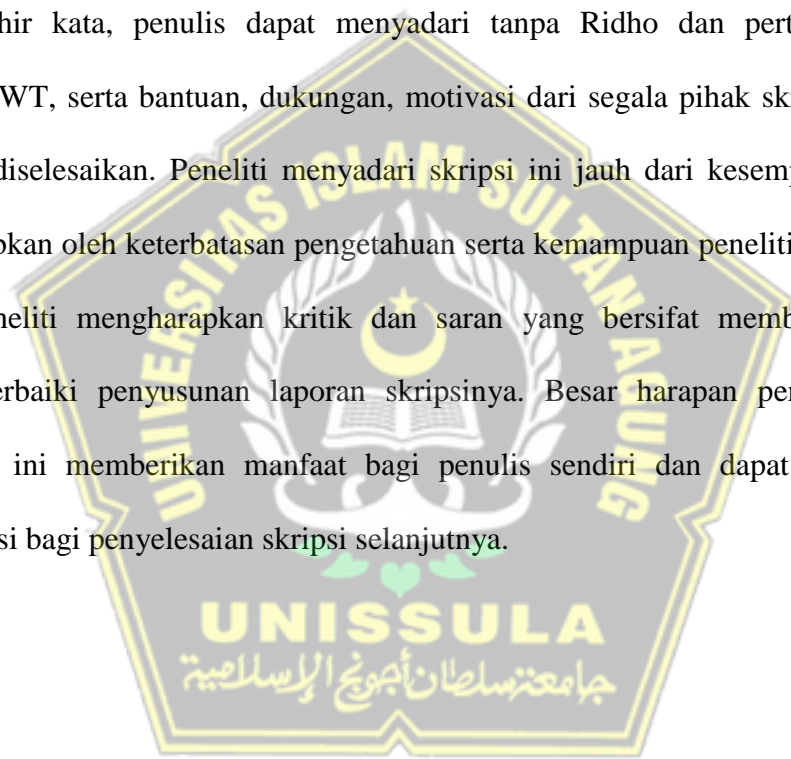 hir kata, penulis dapat menyadari tanpa Ridho dan pert
WT, serta bantuan, dukungan, motivasi dari segala pihak sk
diselesaikan. Peneliti menyadari skripsi ini jauh dari kesemp
bkan oleh keterbatasan pengetahuan serta kemampuan peneliti
neliti mengharapkan kritik dan saran yang bersifat memb
erbaiki penyusunan laporan skripsinya. Besar harapan pe
ini memberikan manfaat bagi penulis sendiri dan dapat
si bagi penyelesaian skripsi selanjutnya.
UNIVERSITAS ISLAM SULTAN AGUNG
UNISSULA
جامعة سلطان أجونج الإسلامية